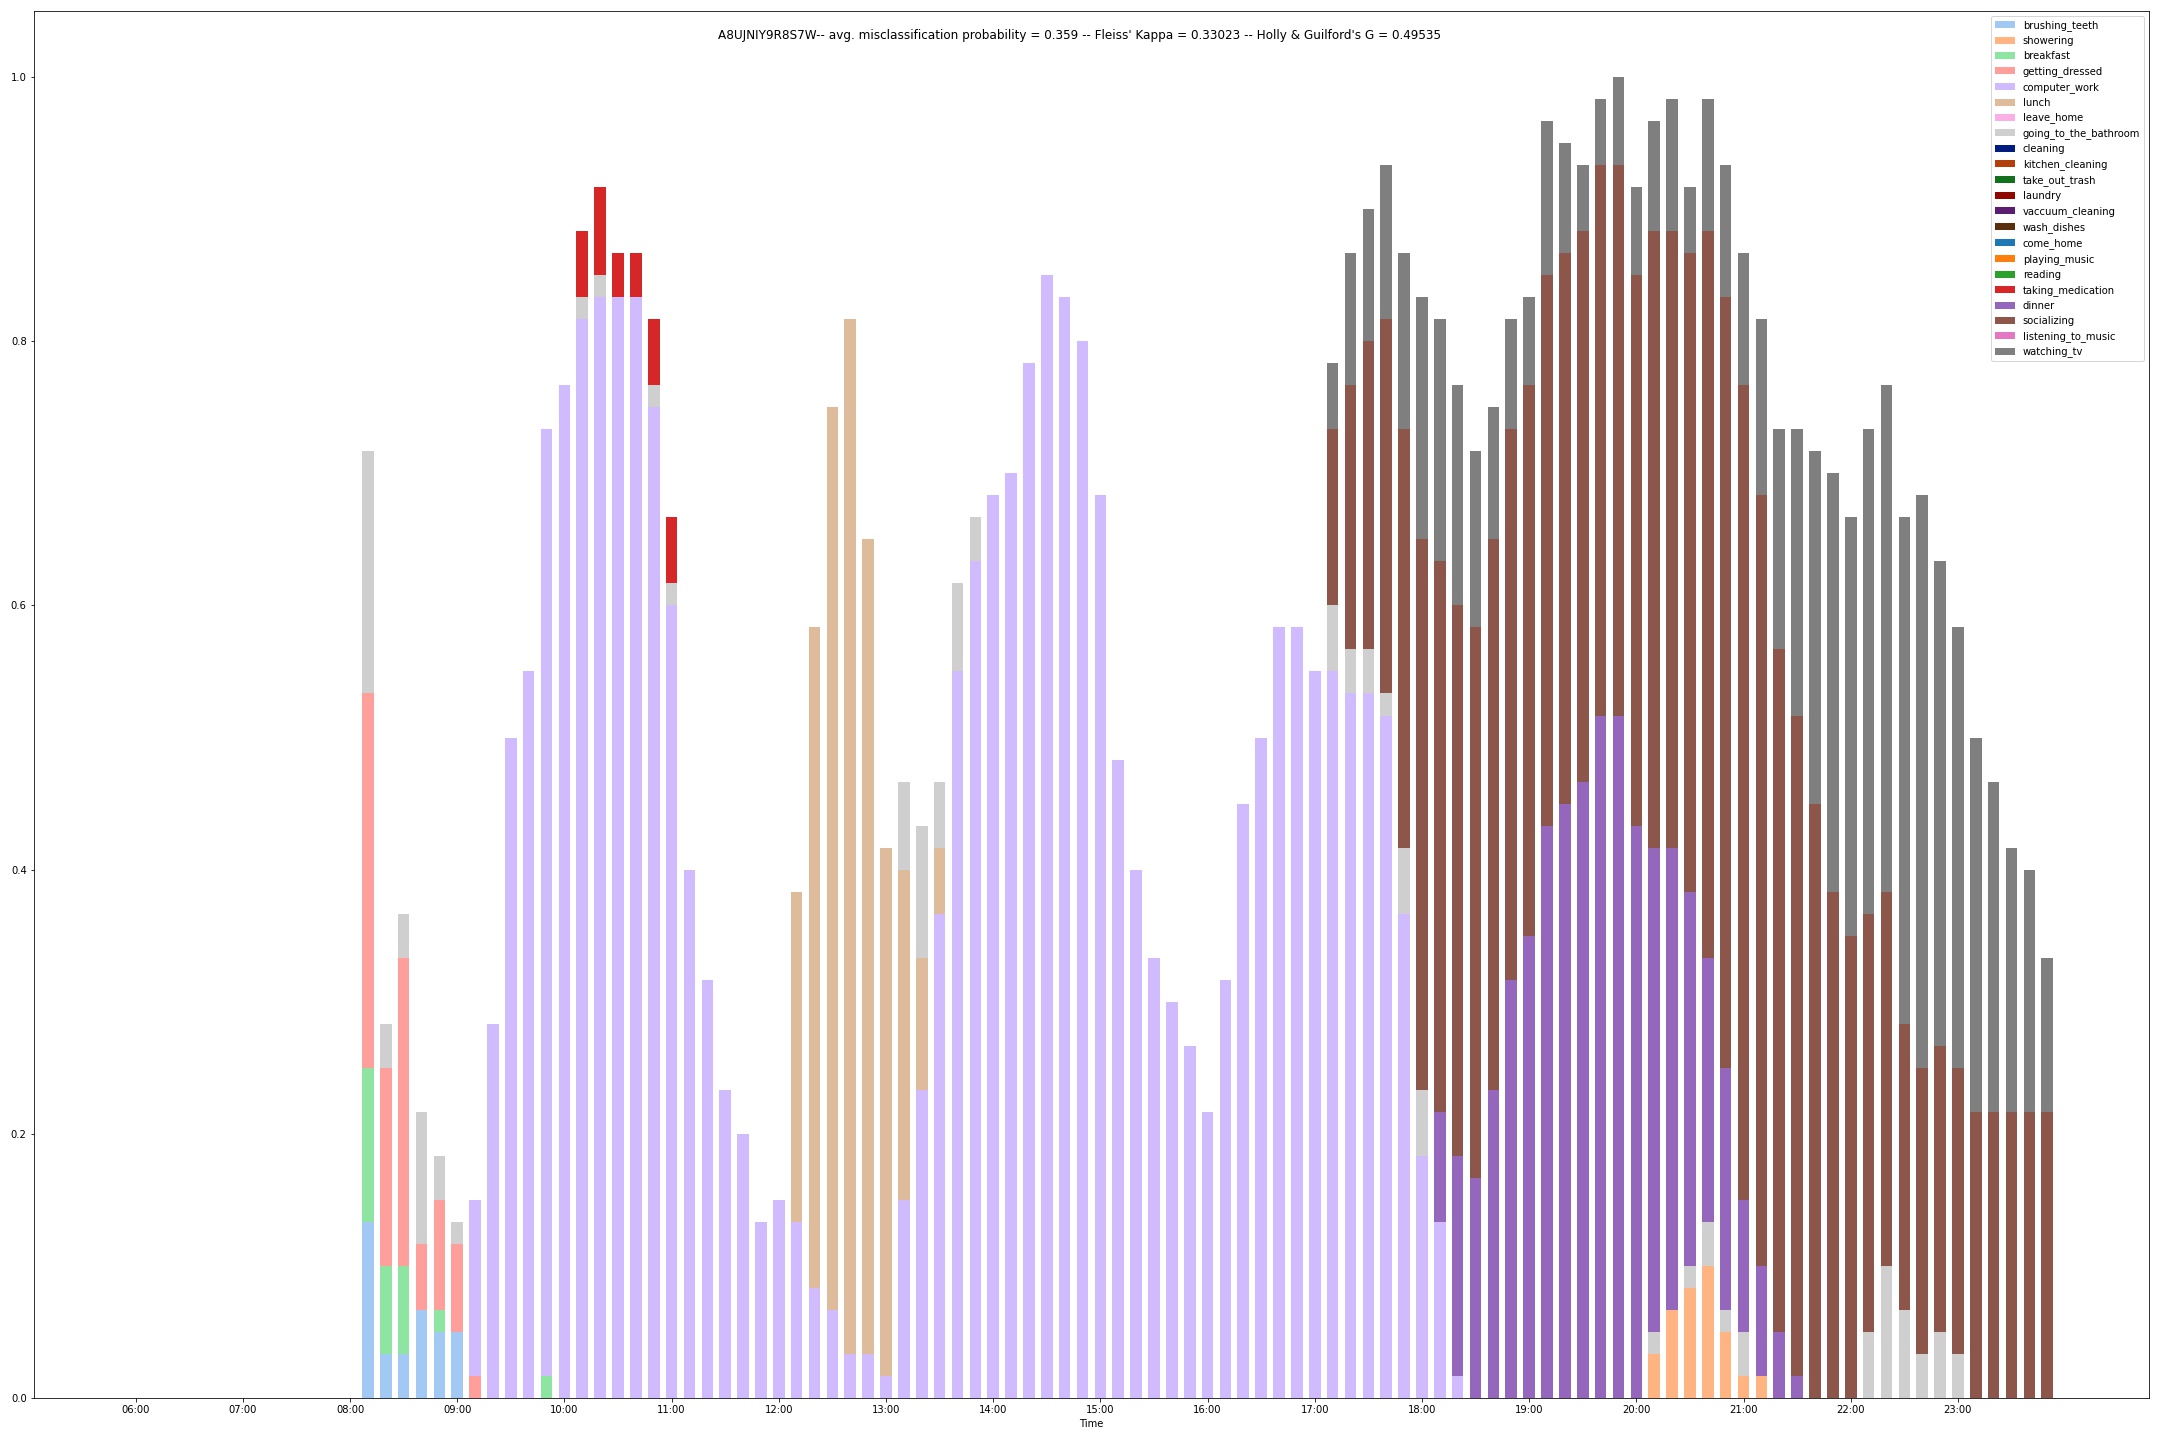 A8UJNIY9R8S7W-- avg. misclassification probability = 0.359 -- Fleiss' Kappa = 0.33023 -- Holly & Guilford's G = 0.49535
brushing_teeth
showering
breakfast
getting_dressed
computer_work
lunch
leave_home
going_to_the_bathroom
cleaning
kitchen_cleaning
take_out_trash
laundry
vaccuum_cleaning
wash_dishes
come_home
playing_music
reading
taking_medication
dinner
socializing
listening_to_music
watching_tv
1.0
0.8
0.6
0.4
0.2
0.0
06:00 07:00 08:00 09:00 10:00 11:00 12:00 13:00 14:00 15:00 16:00 17:00 18:00 19:00 20:00 21:00 22:00 23:00
Time